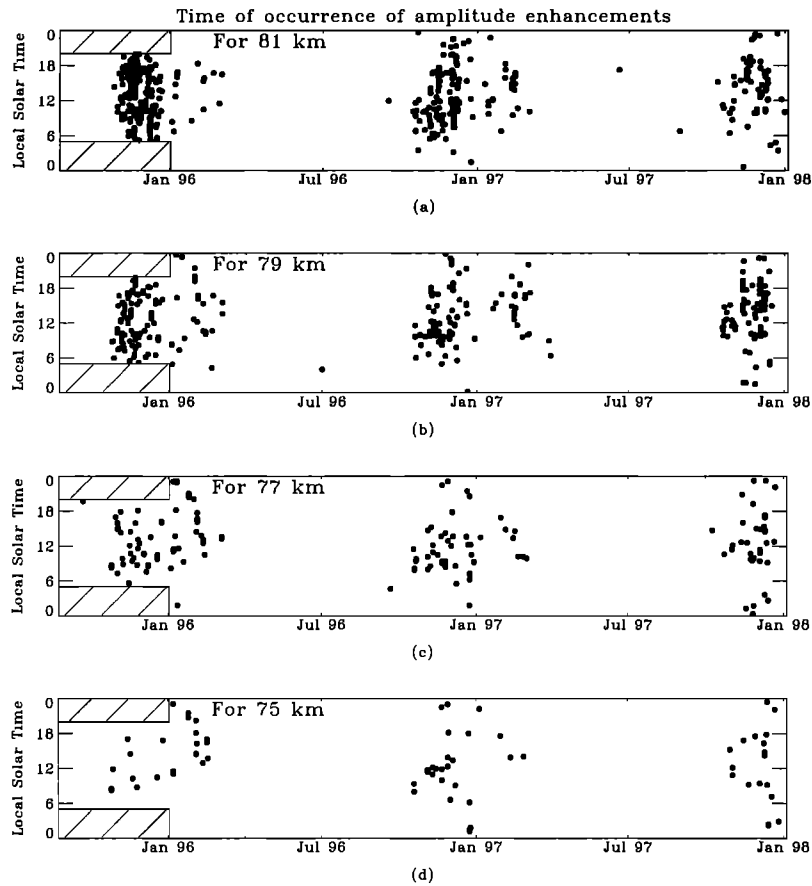 Time of occurrence of amplitude enhancements
For 81 km
Local Solar Time
0
18
12
6
0
Jan 96
Jul 96
Jan 97
Jul 97
Jan 98
(a)
For 79 km
Local Solar Time
0
18
12
6
0
Jan 96
Jul 96
Jan 97
Jul 97
Jan 98
(b)
For 77 km
Local Solar Time
0
18
12
6
0
Jan 96
Jul 96
Jan 97
Jul 97
Jan 98
(c)
For 75 km
Local Solar Time
0
18
12
6
0
Jan 96
Jul 96
Jan 97
Jul 97
Jan 98
(d)